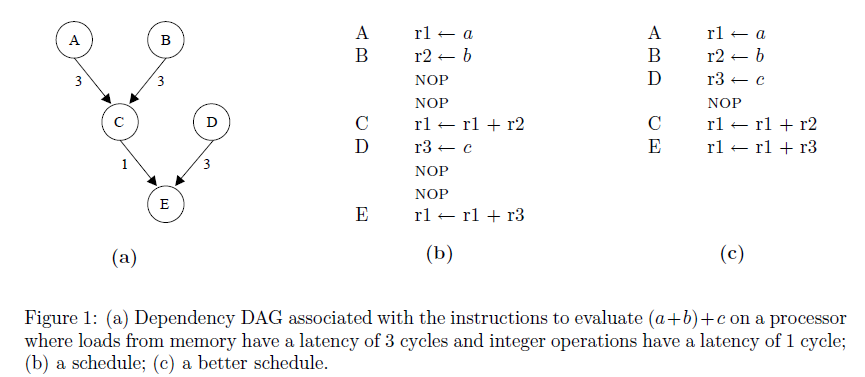 A
B
3
3
C
D
1
3
E
(a)
A r1 ← a
B r2 ← b
NOP
NOP
C r1 ← r1 + r2
D r3 ← c
NOP
NOP
E r1 ← r1 + r3
(b)
A r1 ← a
B r2 ← b
D r3 ← c
NOP
C r1 ← r1 + r2
E r1 ← r1 + r3
(c)
Figure 1: (a) Dependency DAG associated with the instructions to evaluate (a+b)+c on a processor
where loads from memory have a latency of 3 cycles and integer operations have a latency of 1 cycle;
(b) a schedule; (c) a better schedule.